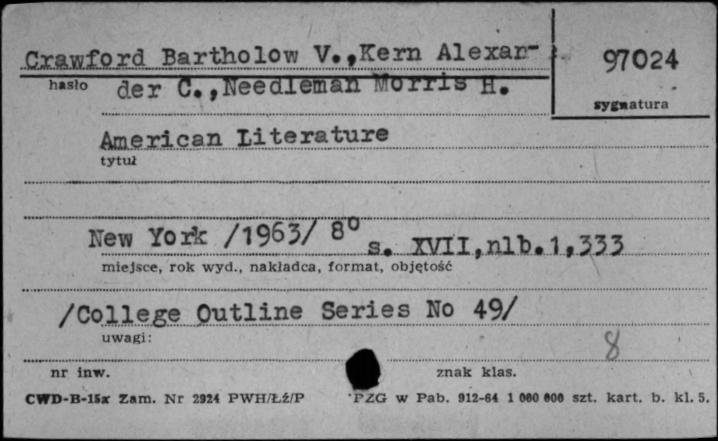 Crawford Bartholow V.,Kern Alexan-
97024
hasło
der C.,Needleman Morris H.
sygnatura
American Literature
tytuł
New York /1963/ 8° s. XVII,nlb.1,333
miejsce, rok wyd., nakładca, format, objętość
/College Outline Series No 49/
uwagi:
8
nr inw. znak klas.
CWD-B-15x Zam. Nr 2924 PWH/Łź/P PZG w Pab. 912-64 1 000 000 szt. kart. b. kl. 5.